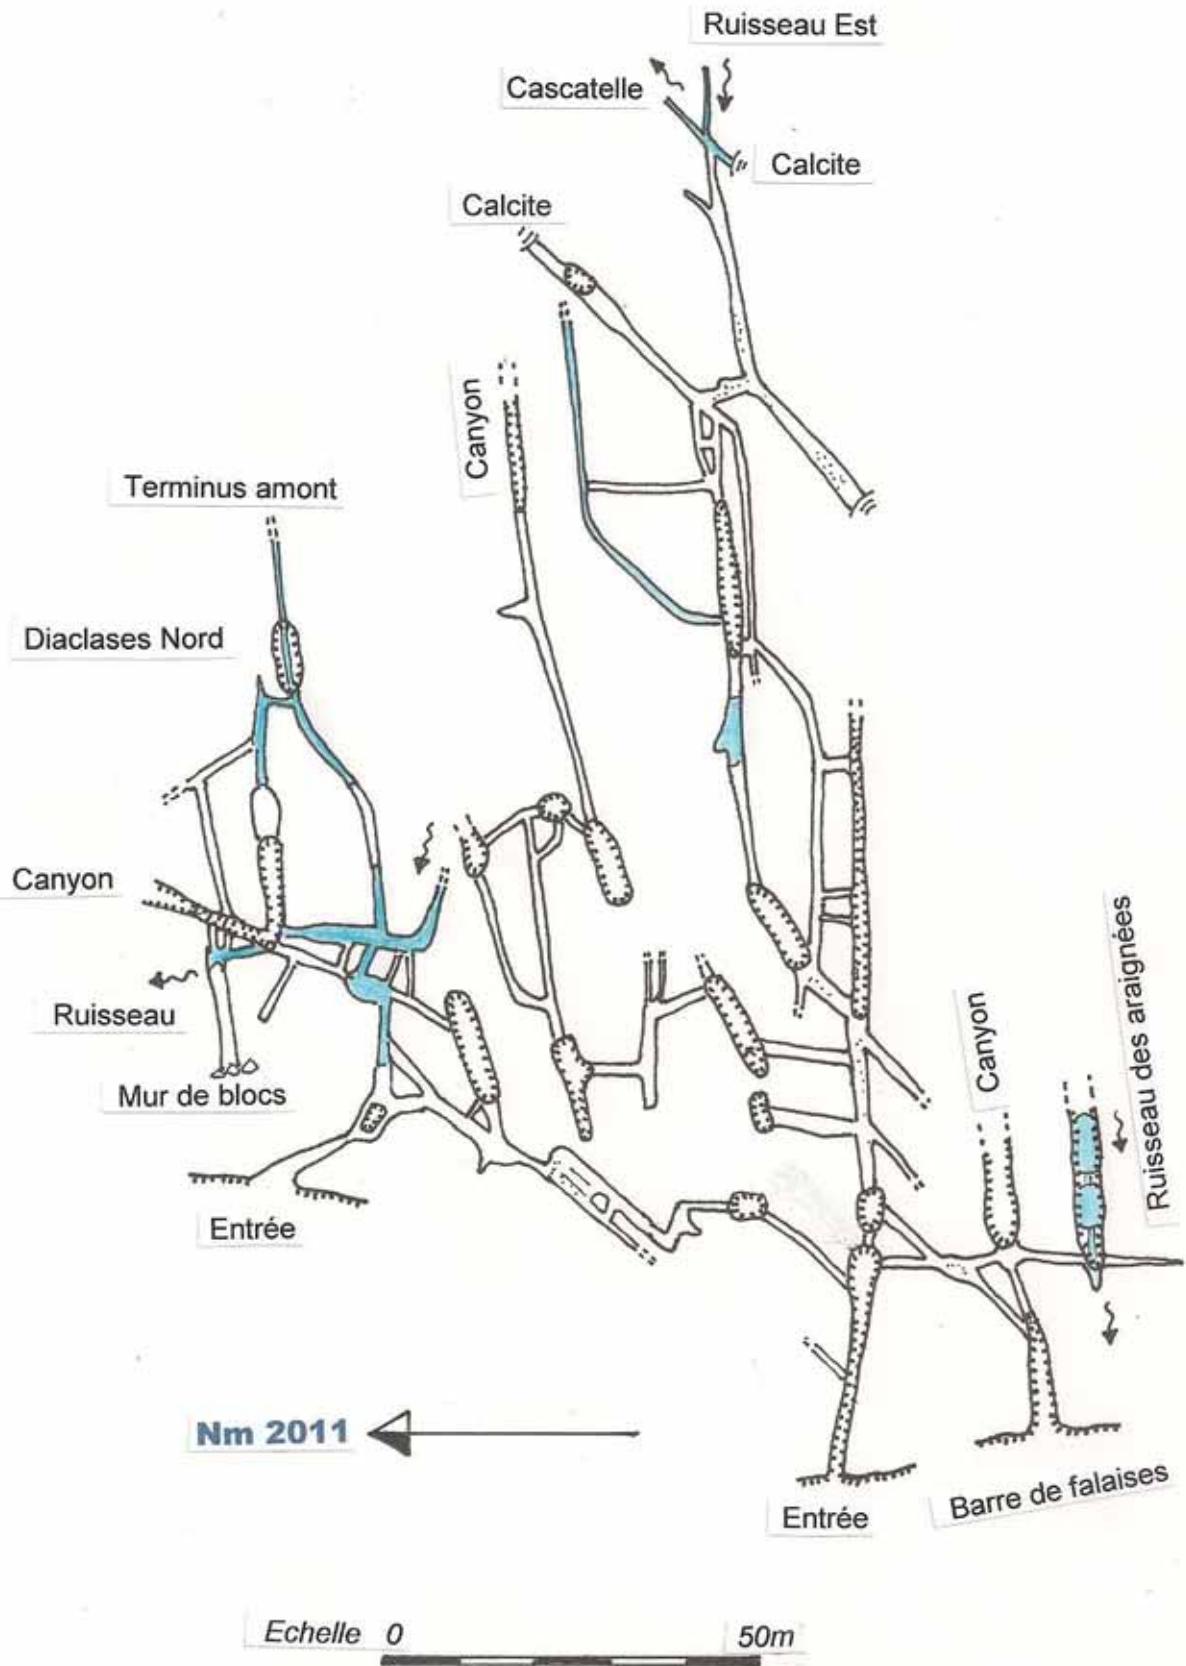 Ruisseau Est
Cascatelle
Calcite
Calcite
Canyon
Terminus amont
Diaclases Nord
Canyon
Ruisseau
Mur de blocs
Canyon
Ruisseau des araignées
Entrée
Nm 2011
Barre de falaises
Entrée
Echelle 0 50m